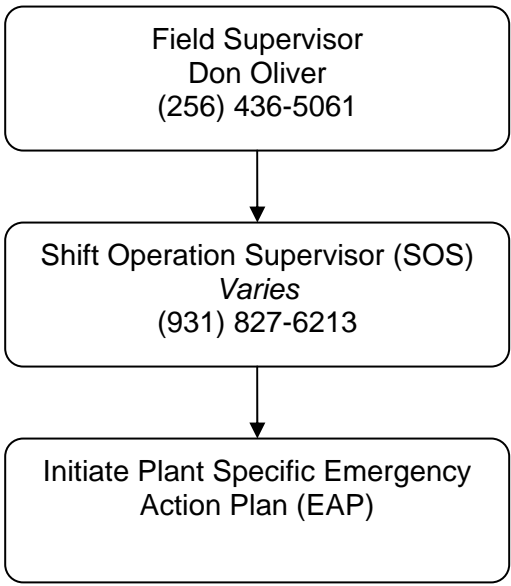 Field Supervisor
Don Oliver
(256) 436-5061
Shift Operation Supervisor (SOS)
Varies
(931) 827-6213
Initiate Plant Specific Emergency
Action Plan (EAP)